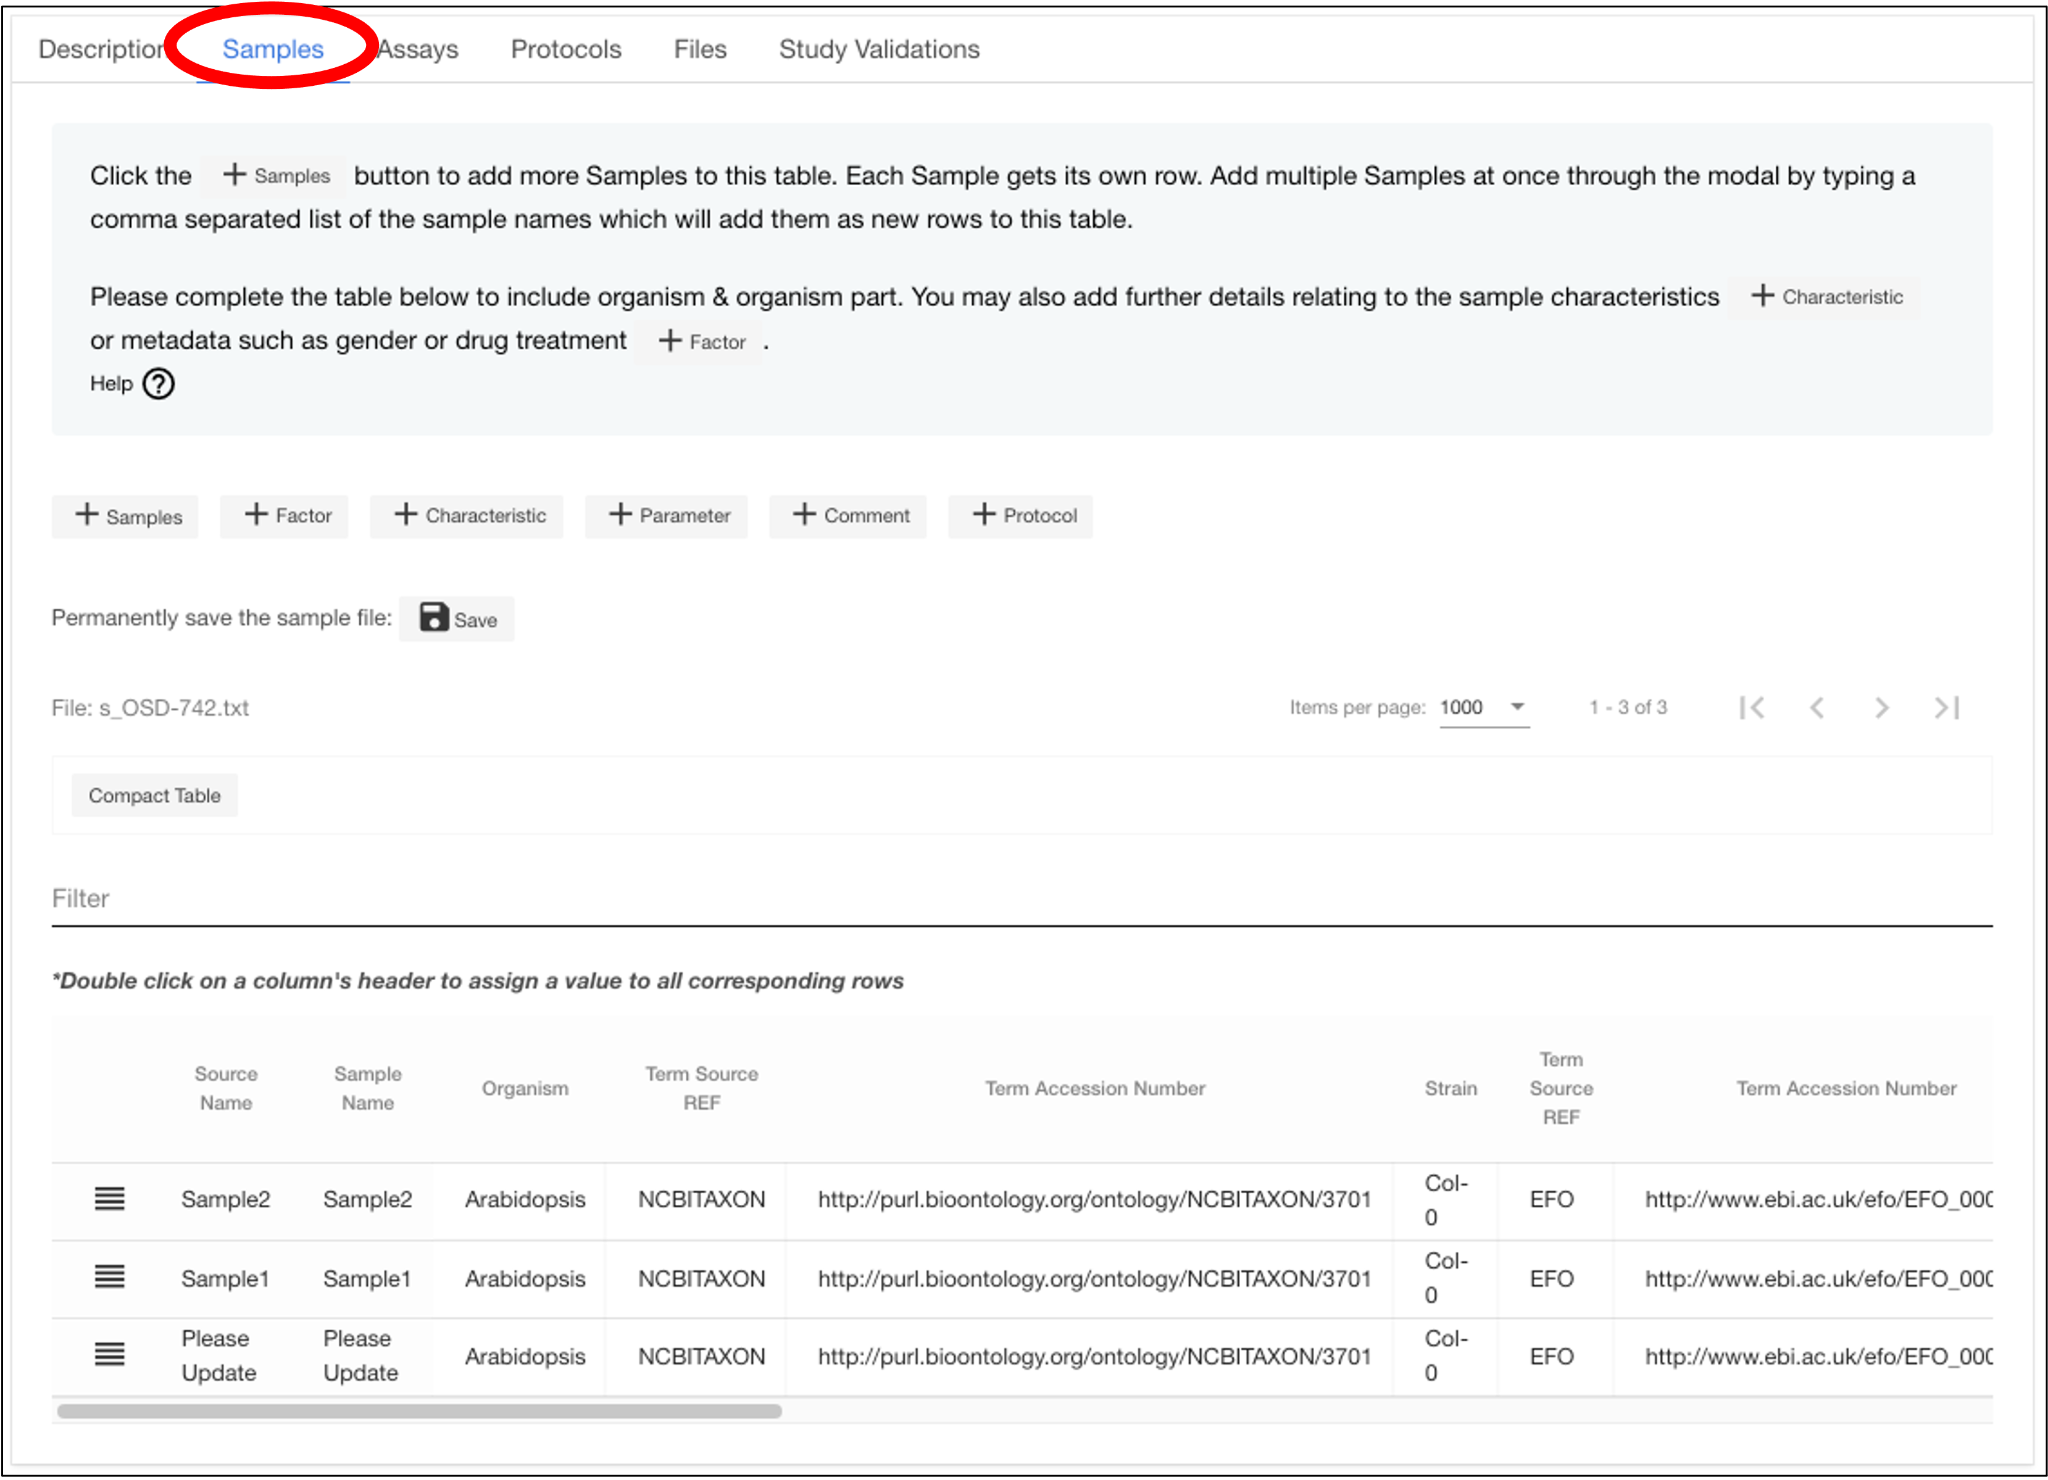 Description Samples Assays Protocols Files Study Validations
Click the + Samples button to add more Samples to this table. Each Sample gets its own row. Add multiple Samples at once through the modal by typing a
comma separated list of the sample names which will add them as new rows to this table.
Please complete the table below to include organism & organism part. You may also add further details relating to the sample characteristics + Characteristic
or metadata such as gender or drug treatment + Factor .
Help ?
+ Samples + Factor + Characteristic + Parameter + Comment + Protocol
Permanently save the sample file: Save
File: s_OSD-742.txt Items per page: 1000 1 - 3 of 3
Compact Table
Filter
*Double click on a column's header to assign a value to all corresponding rows
Source Name Sample Name Organism Term Source REF Term Accession Number Strain Term Source REF Term Accession Number
Sample2 Sample2 Arabidopsis NCBITAXON http://purl.bioontology.org/ontology/NCBITAXON/3701 Col-0 EFO http://www.ebi.ac.uk/efo/EFO_000
Sample1 Sample1 Arabidopsis NCBITAXON http://purl.bioontology.org/ontology/NCBITAXON/3701 Col-0 EFO http://www.ebi.ac.uk/efo/EFO_000
Please Update Please Update Arabidopsis NCBITAXON http://purl.bioontology.org/ontology/NCBITAXON/3701 Col-0 EFO http://www.ebi.ac.uk/efo/EFO_000